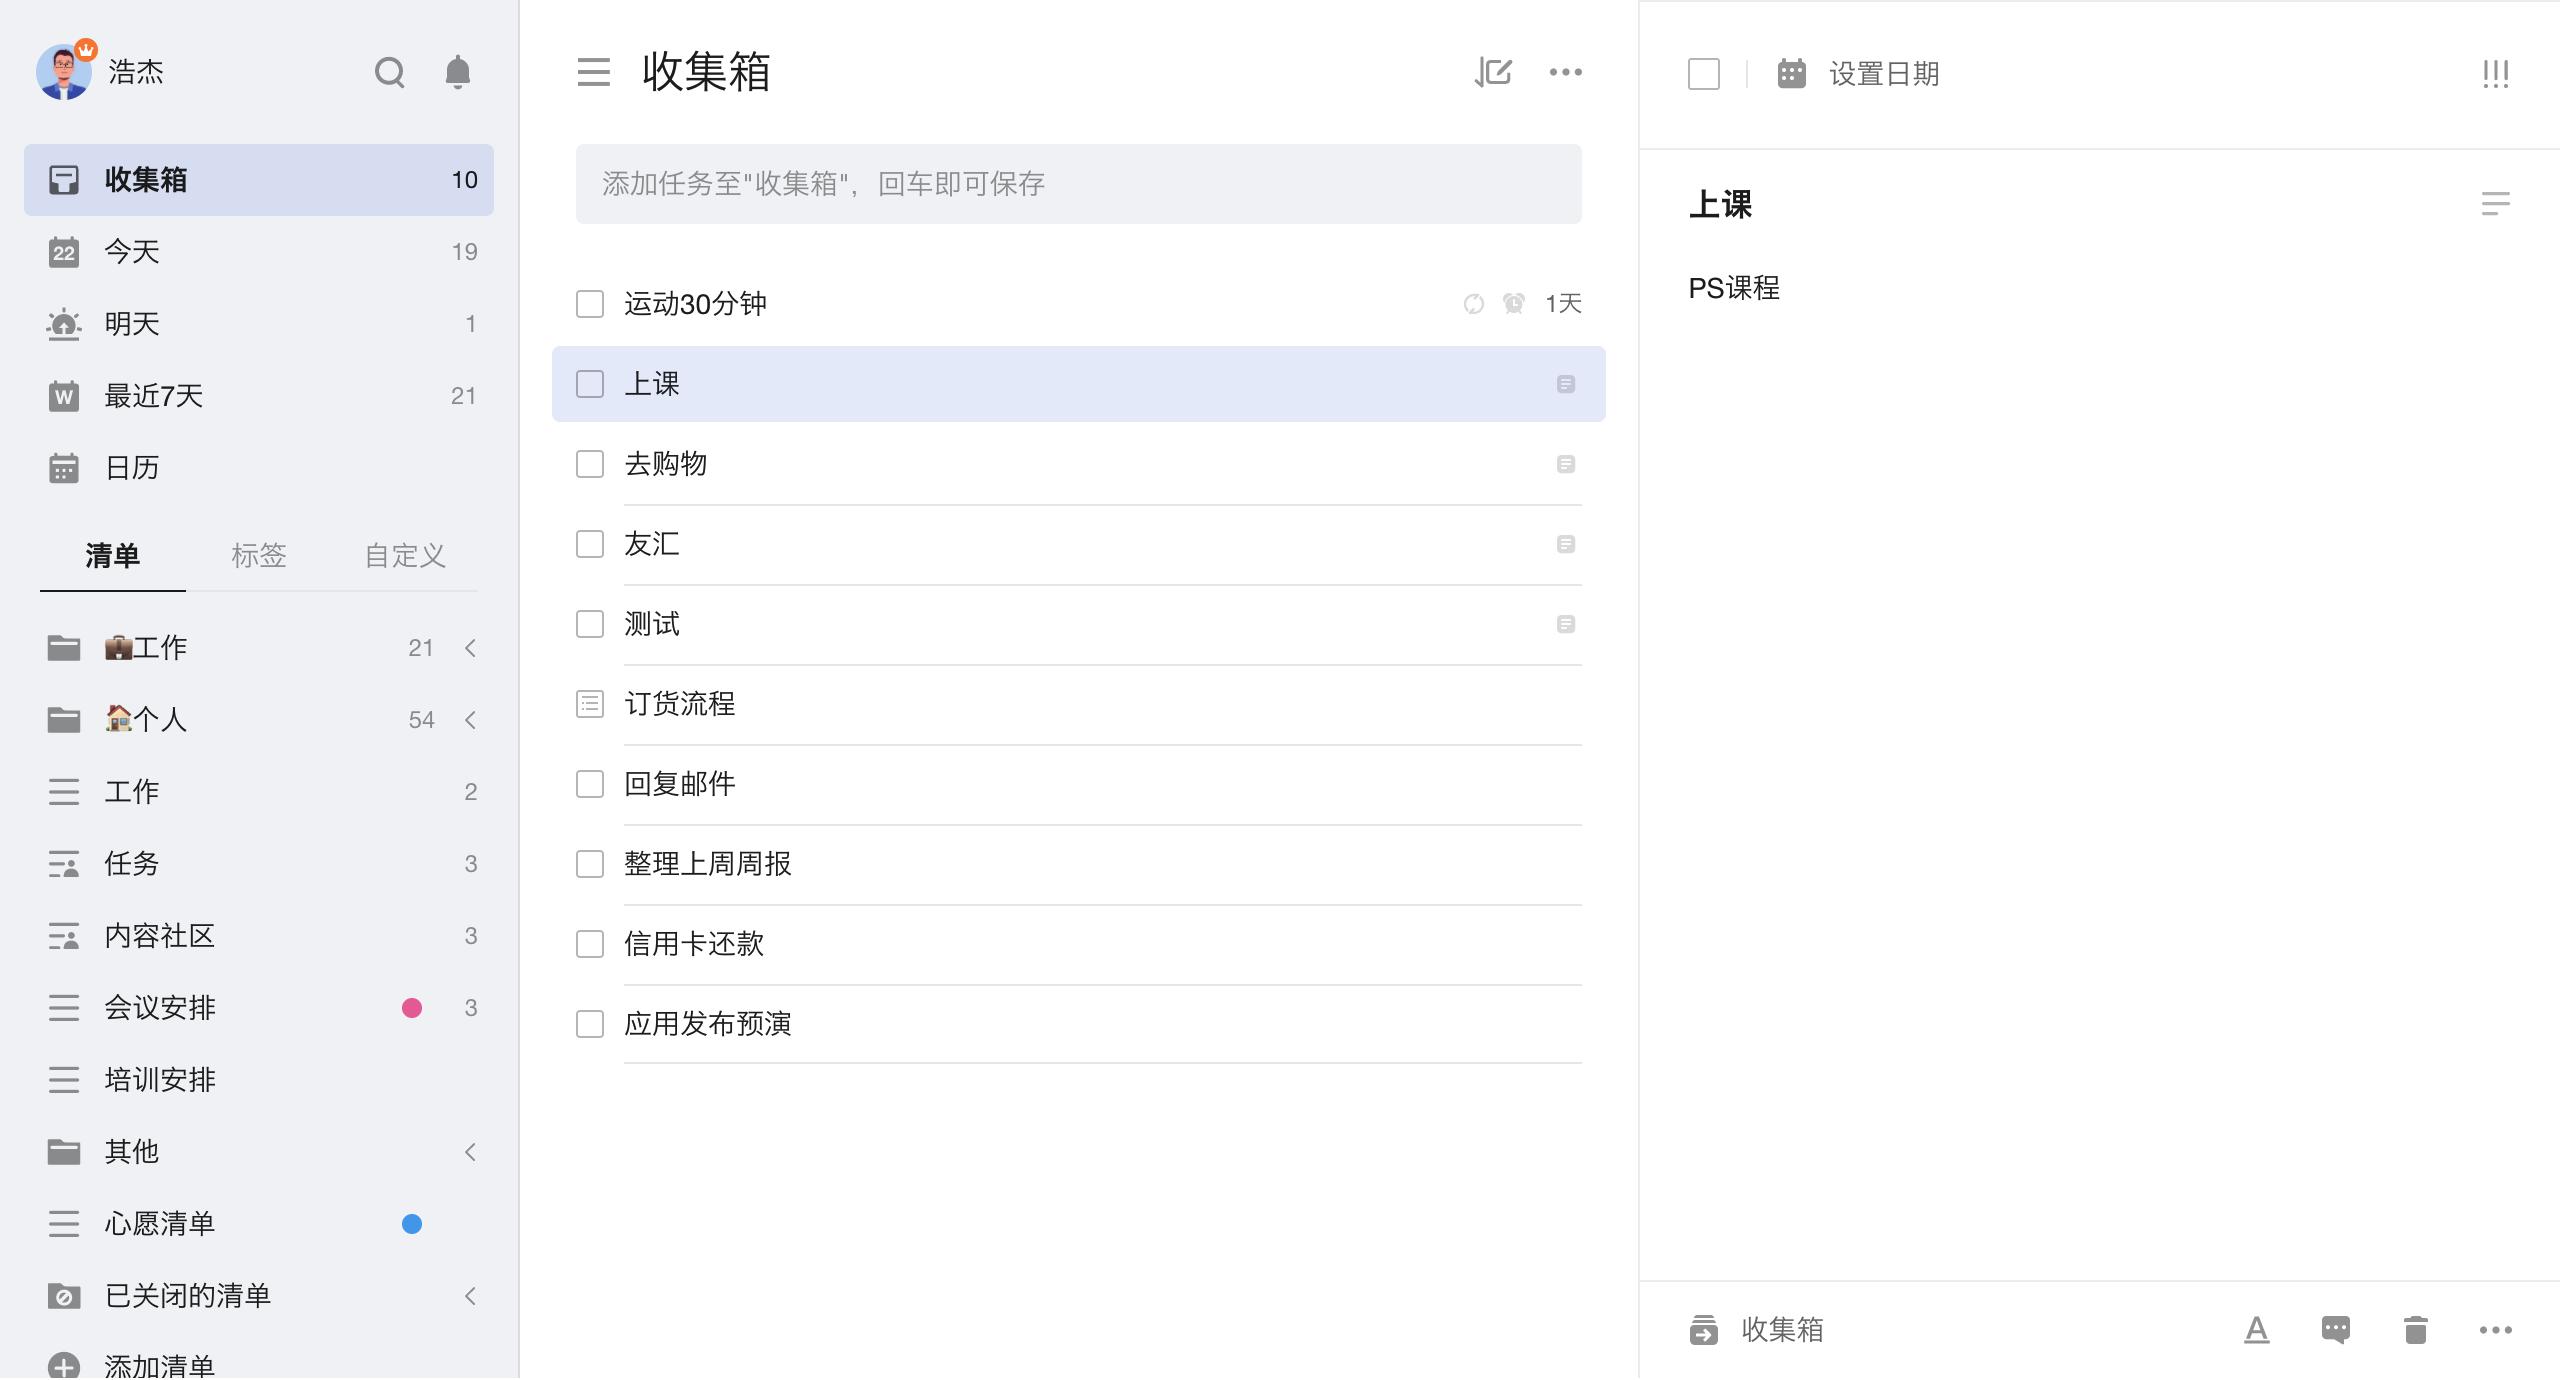 浩杰
收集箱 10
22 今天 19
明天 1
W 最近7天 21
日历
清单 标签 自定义
💼工作 21
🏠个人 54
工作 2
任务 3
内容社区 3
会议安排 3
培训安排
其他
心愿清单
已关闭的清单
添加清单
收集箱
添加任务至"收集箱"，回车即可保存
运动30分钟 1天
上课
去购物
友汇
测试
订货流程
回复邮件
整理上周周报
信用卡还款
应用发布预演
设置日期
上课
PS课程
收集箱 A